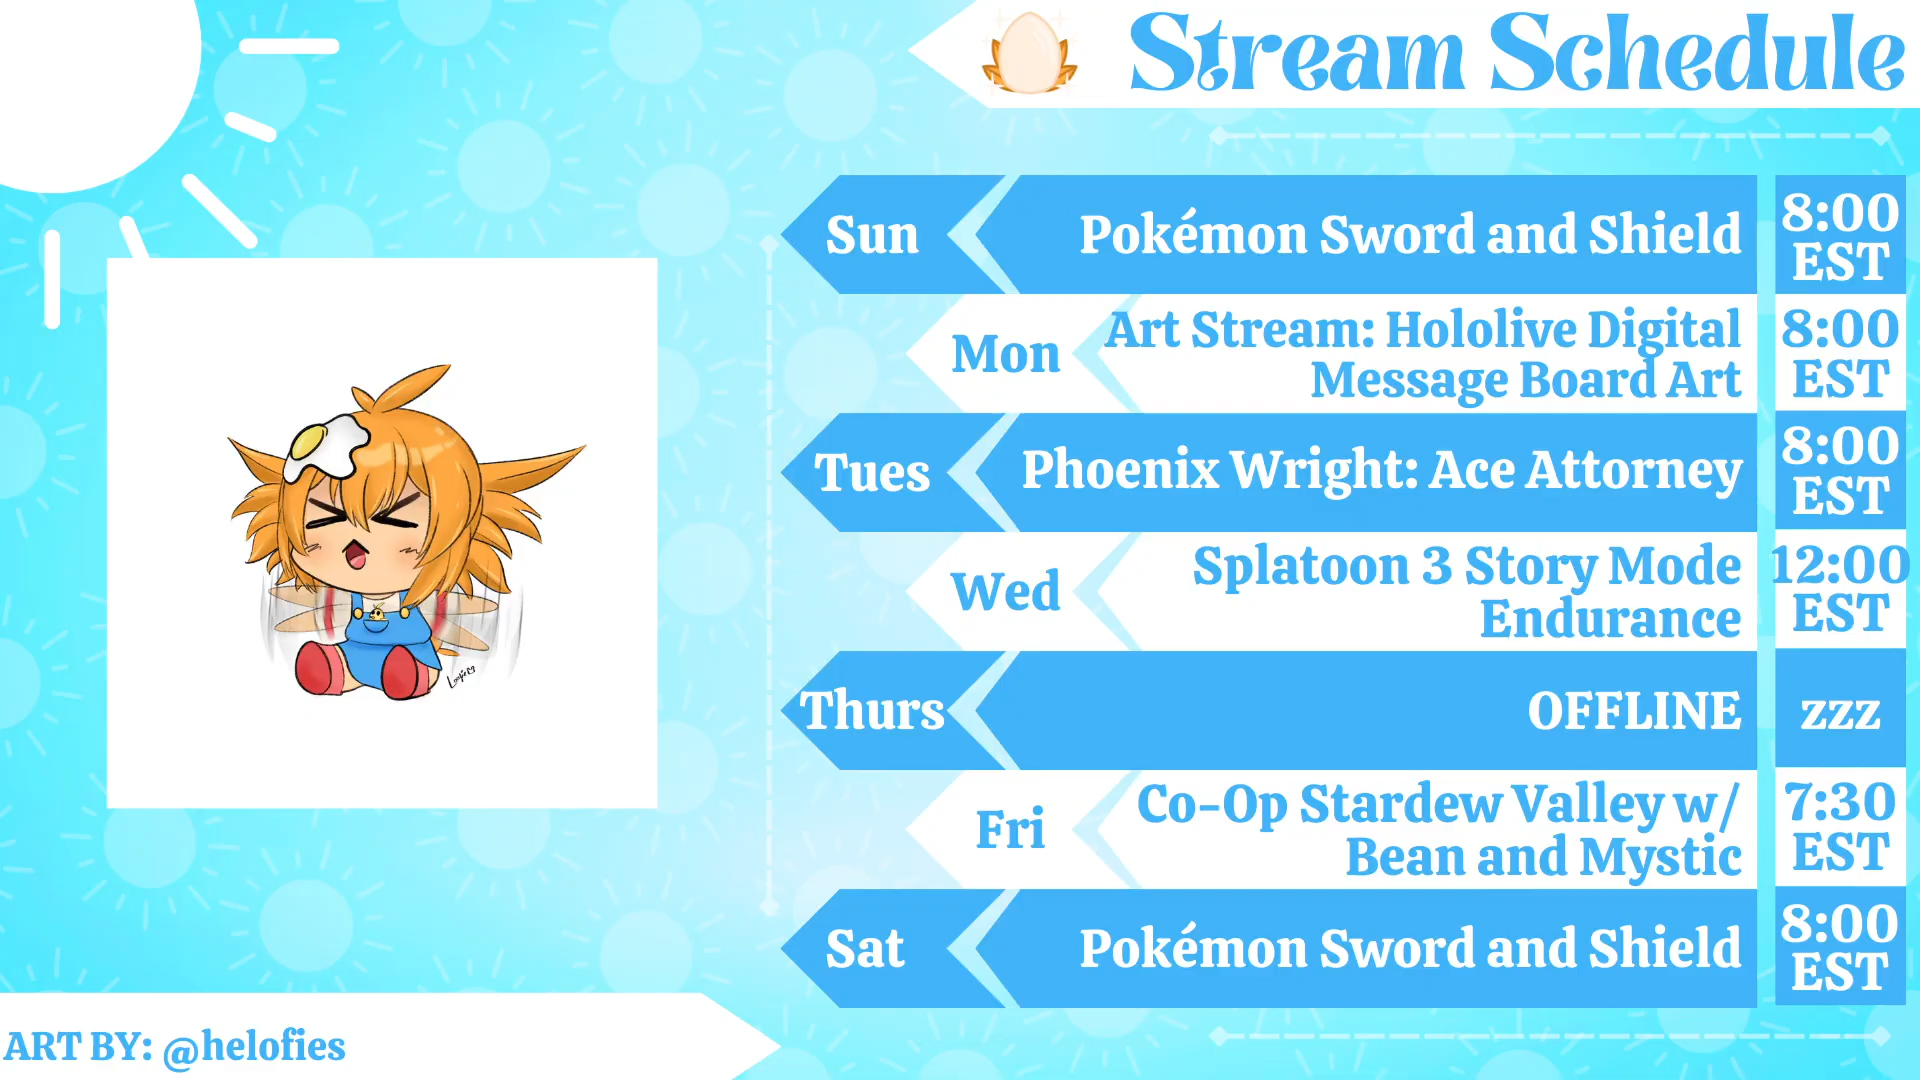 Stream Schedule
Sun
Pokémon Sword and Shield
8:00
EST
Mon
Art Stream: Hololive Digital
Message Board Art
8:00
EST
Tues
Phoenix Wright: Ace Attorney
8:00
EST
Wed
Splatoon 3 Story Mode
Endurance
12:00
EST
Thurs
OFFLINE
zzz
Fri
Co-Op Stardew Valley w/
Bean and Mystic
7:30
EST
Sat
Pokémon Sword and Shield
8:00
EST
ART BY: @helofies